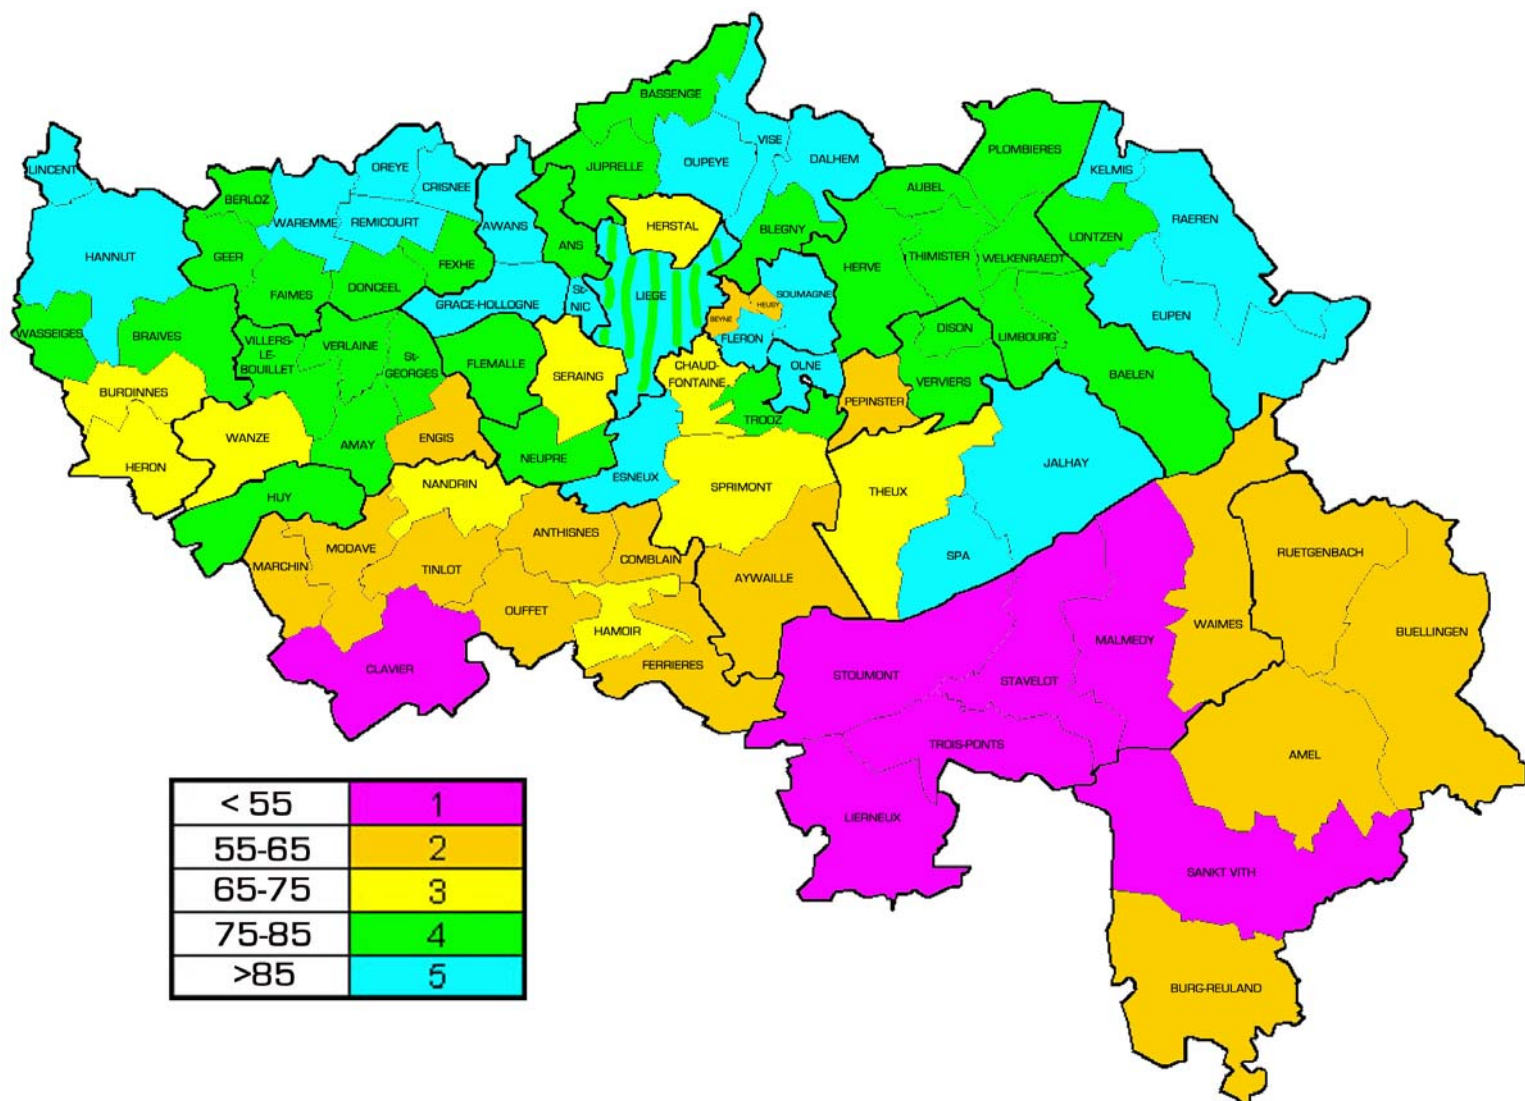 BASSENGE
VISE
DALHEM
OUPEYE
JUPRELLE
PLOMBIERES
KELMIS
LINCENT
OREYE
CRISNEE
BERLOZ
WAREMME
REMICOURT
AWANS
HERSTAL
BLEGNY
AUBEL
RAEREN
LONTZEN
HANNUT
GEER
FEXHE
ANS
HERVE
THIMISTER
WELKENRAEDT
FAIMES
DONCEEL
GRACE-HOLLOGNE
St-
NIC
LIEGE
SOUMAGNE
HEUSY
BEYNE
FLERON
EUPEN
WASSEIGES
BRAIVES
VILLERS-
LE-
BOUILLET
VERLAINE
St-
GEORGES
FLEMALLE
SERAING
CHAUD-
FONTAINE
OLNE
DISON
LIMBOURG
BAELEN
BURDINNES
WANZE
AMAY
ENGIS
NEUPRE
TROOZ
PEPINSTER
VERVIERS
HERON
HUY
NANDRIN
ESNEUX
SPRIMONT
THEUX
JALHAY
MARCHIN
MODAVE
TINLOT
ANTHISNES
COMBLAIN
AYWAILLE
SPA
RUETGENBACH
OUFFET
HAMOIR
FERRIERES
CLAVIER
STOUMONT
STAVELOT
MALMEDY
WAIMES
BUELLINGEN
TROIS-PONTS
AMEL
LIERNEUX
SANKT VITH
BURG-REULAND
< 55 1
55-65 2
65-75 3
75-85 4
>85 5